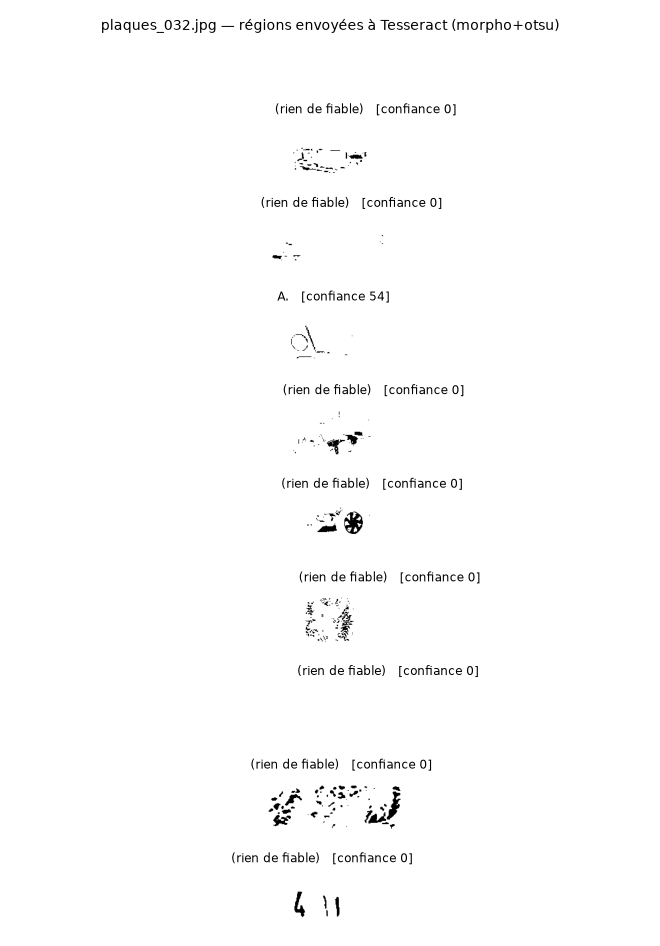 plaques_032.jpg — régions envoyées à Tesseract (morpho+otsu)
(rien de fiable) [confiance 0]
(rien de fiable) [confiance 0]
A. [confiance 54]
(rien de fiable) [confiance 0]
(rien de fiable) [confiance 0]
(rien de fiable) [confiance 0]
(rien de fiable) [confiance 0]
(rien de fiable) [confiance 0]
(rien de fiable) [confiance 0]
4